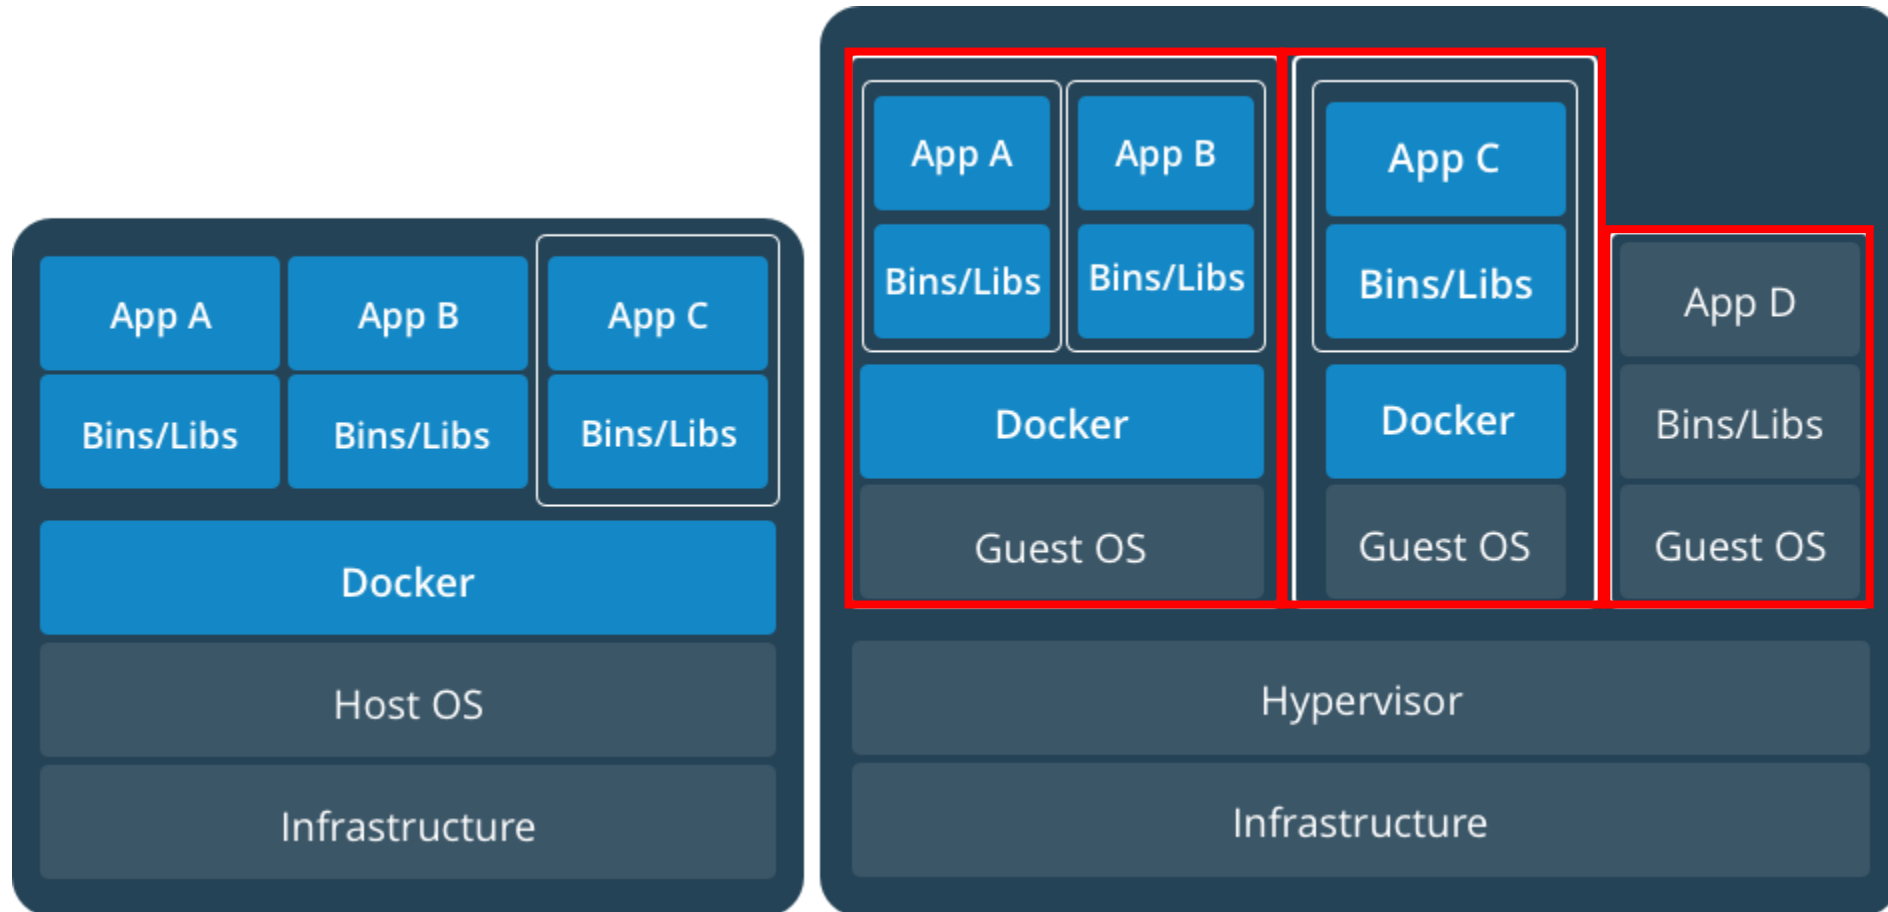 App A
App B
App C
Bins/Libs
Bins/Libs
Bins/Libs
Docker
Host OS
Infrastructure
App A
App B
Bins/Libs
Bins/Libs
Docker
Guest OS
App C
Bins/Libs
Docker
Guest OS
App D
Bins/Libs
Guest OS
Hypervisor
Infrastructure